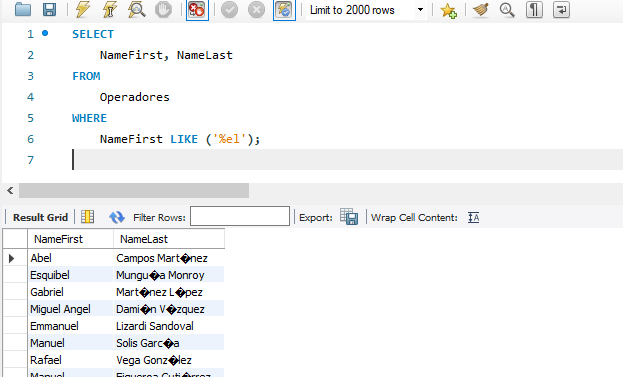 Limit to 2000 rows
1 SELECT
2 NameFirst, NameLast
3 FROM
4 Operadores
5 WHERE
6 NameFirst LIKE ('%el');
7
Result Grid Filter Rows: Export: Wrap Cell Content:
NameFirst NameLast
Abel Campos Mart�nez
Esquibel Mungu�a Monroy
Gabriel Mart�nez L�pez
Miguel Angel Dami�n V�zquez
Emmanuel Lizardi Sandoval
Manuel Solis Garc�a
Rafael Vega Gonz�lez
Manuel Figueroa Guti�rrez